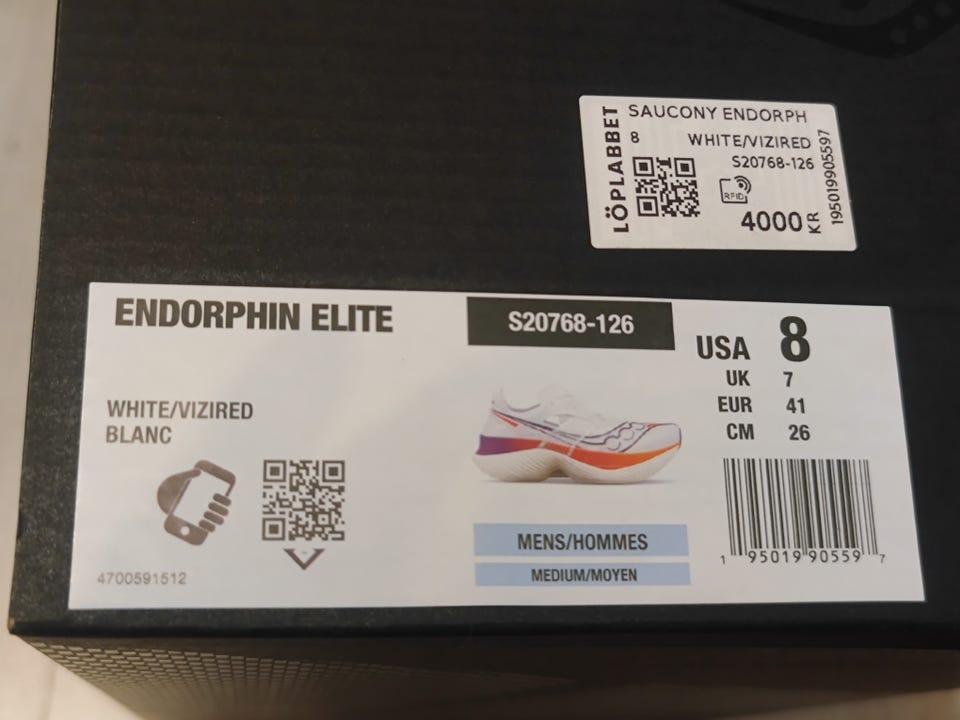 LÖPLABBET
SAUCONY ENDORPH
8 WHITE/VIZIRED
S20768-126
RFID
4000 KR
195019905597
ENDORPHIN ELITE
S20768-126
USA 8
UK 7
EUR 41
CM 26
WHITE/VIZIRED
BLANC
MENS/HOMMES
MEDIUM/MOYEN
4700591512
1 95019 90559 7